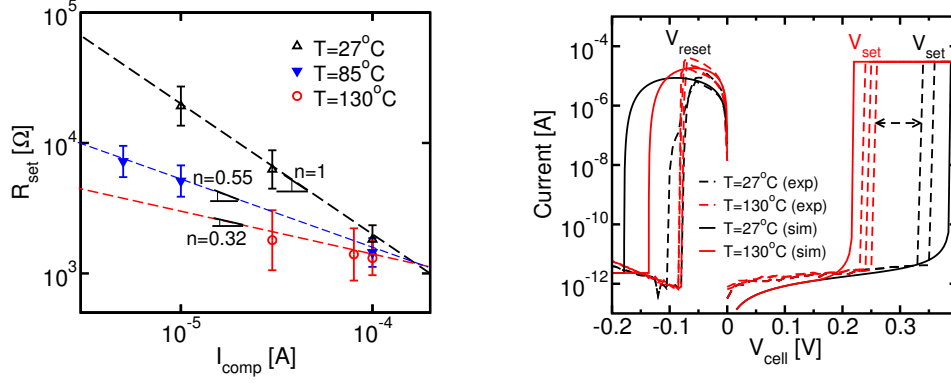 10^5
T=27°C
T=85°C
T=130°C
R_set [Ω]
10^4
n=0.55
n=1
n=0.32
10^3
10^-5
10^-4
I_comp [A]
10^-4
V_reset
V_set
V_set
10^-6
Current [A]
10^-8
T=27°C (exp)
T=130°C (exp)
10^-10
T=27°C (sim)
T=130°C (sim)
10^-12
-0.2
-0.1
0
0.1
0.2
0.3
V_cell [V]